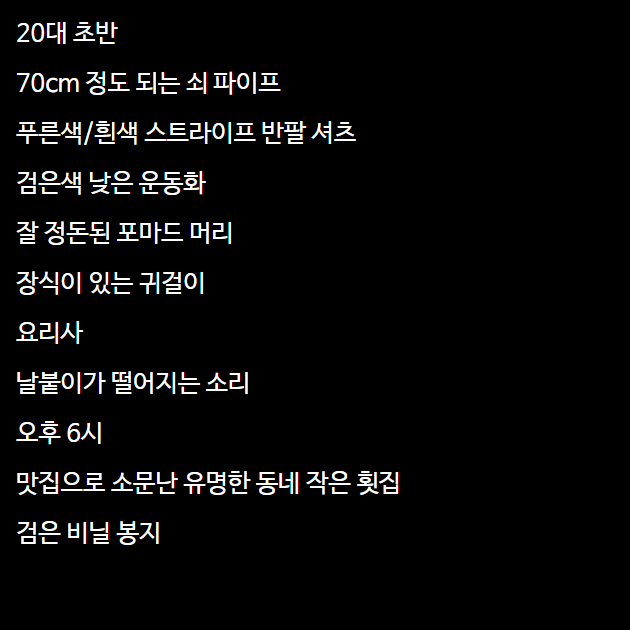 20대 초반
70cm 정도 되는 쇠 파이프
푸른색/흰색 스트라이프 반팔 셔츠
검은색 낮은 운동화
잘 정돈된 포마드 머리
장식이 있는 귀걸이
요리사
날붙이가 떨어지는 소리
오후 6시
맛집으로 소문난 유명한 동네 작은 횟집
검은 비닐 봉지